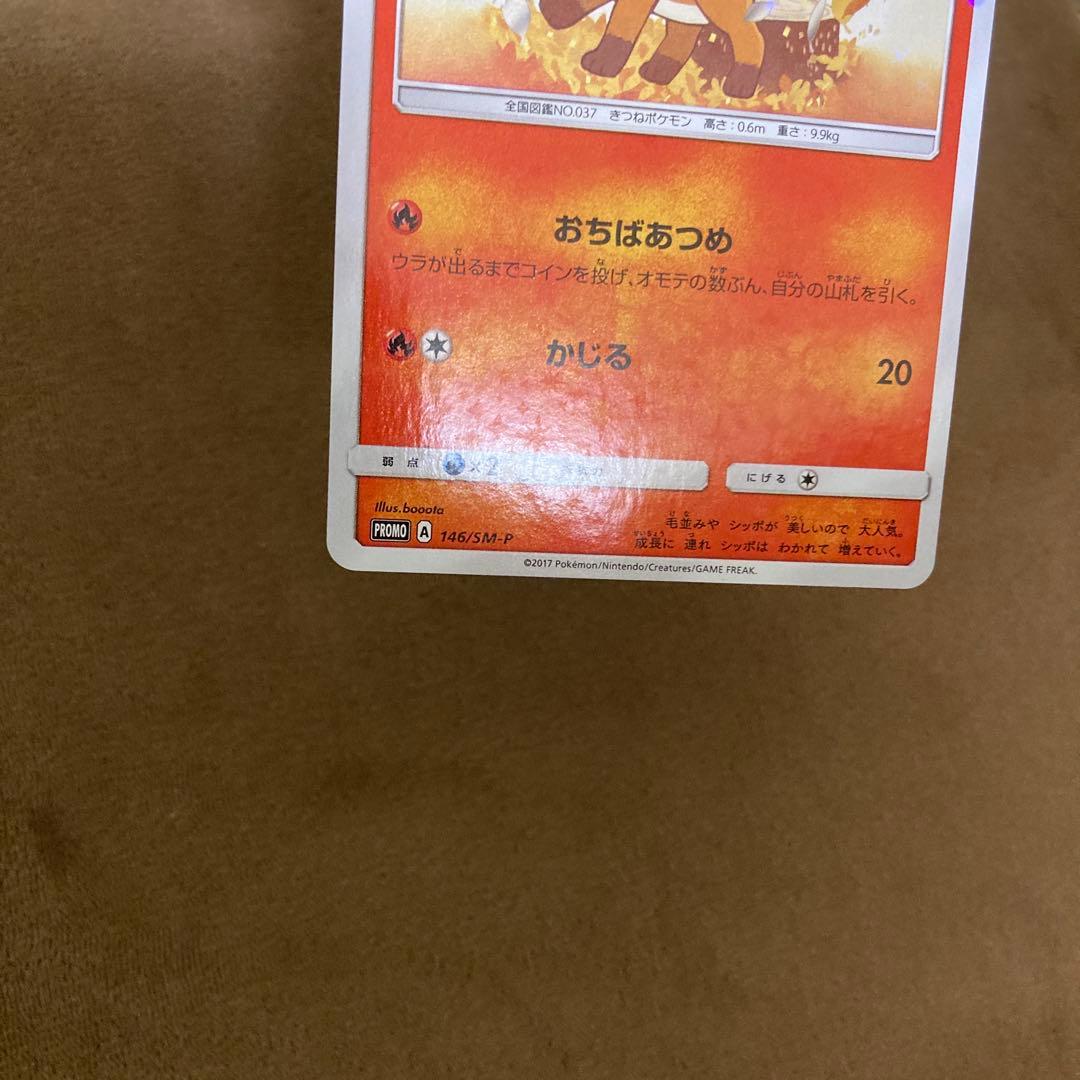 全国図鑑NO.037 きつねポケモン 高さ：0.6m 重さ：9.9kg
おちばあつめ
ウラが出るまでコインを投げ、オモテの数ぶん、自分の山札を引く。
かじる 20
弱点 ×2
にげる
Illus.booota
PROMO A 146/SM-P
毛並みや シッポが 美しいので 大人気。
成長に 連れ シッポは わかれて 増えていく。
©2017 Pokémon/Nintendo/Creatures/GAME FREAK.